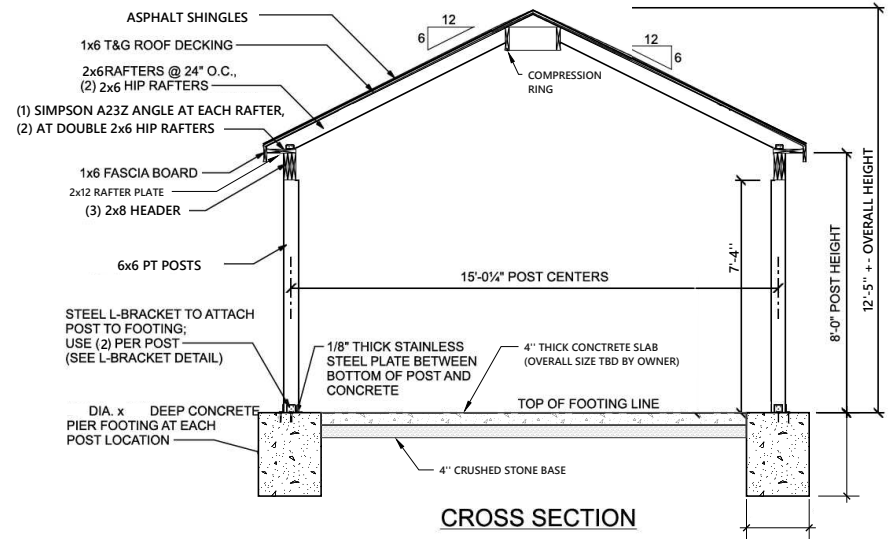 ASPHALT SHINGLES
1x6 T&G ROOF DECKING
2x6RAFTERS @ 24" O.C.,
(2) 2x6 HIP RAFTERS
(1) SIMPSON A23Z ANGLE AT EACH RAFTER,
(2) AT DOUBLE 2x6 HIP RAFTERS
1x6 FASCIA BOARD
2x12 RAFTER PLATE
(3) 2x8 HEADER
6x6 PT POSTS
STEEL L-BRACKET TO ATTACH
POST TO FOOTING;
USE (2) PER POST
(SEE L-BRACKET DETAIL)
DIA. x DEEP CONCRETE
PIER FOOTING AT EACH
POST LOCATION
12
6
12
6
COMPRESSION
RING
15'-0¼" POST CENTERS
7'-4''
8'-0" POST HEIGHT
12'-5" +- OVERALL HEIGHT
1/8" THICK STAINLESS
STEEL PLATE BETWEEN
BOTTOM OF POST AND
CONCRETE
4'' THICK CONCRETE SLAB
(OVERALL SIZE TBD BY OWNER)
TOP OF FOOTING LINE
4'' CRUSHED STONE BASE
CROSS SECTION